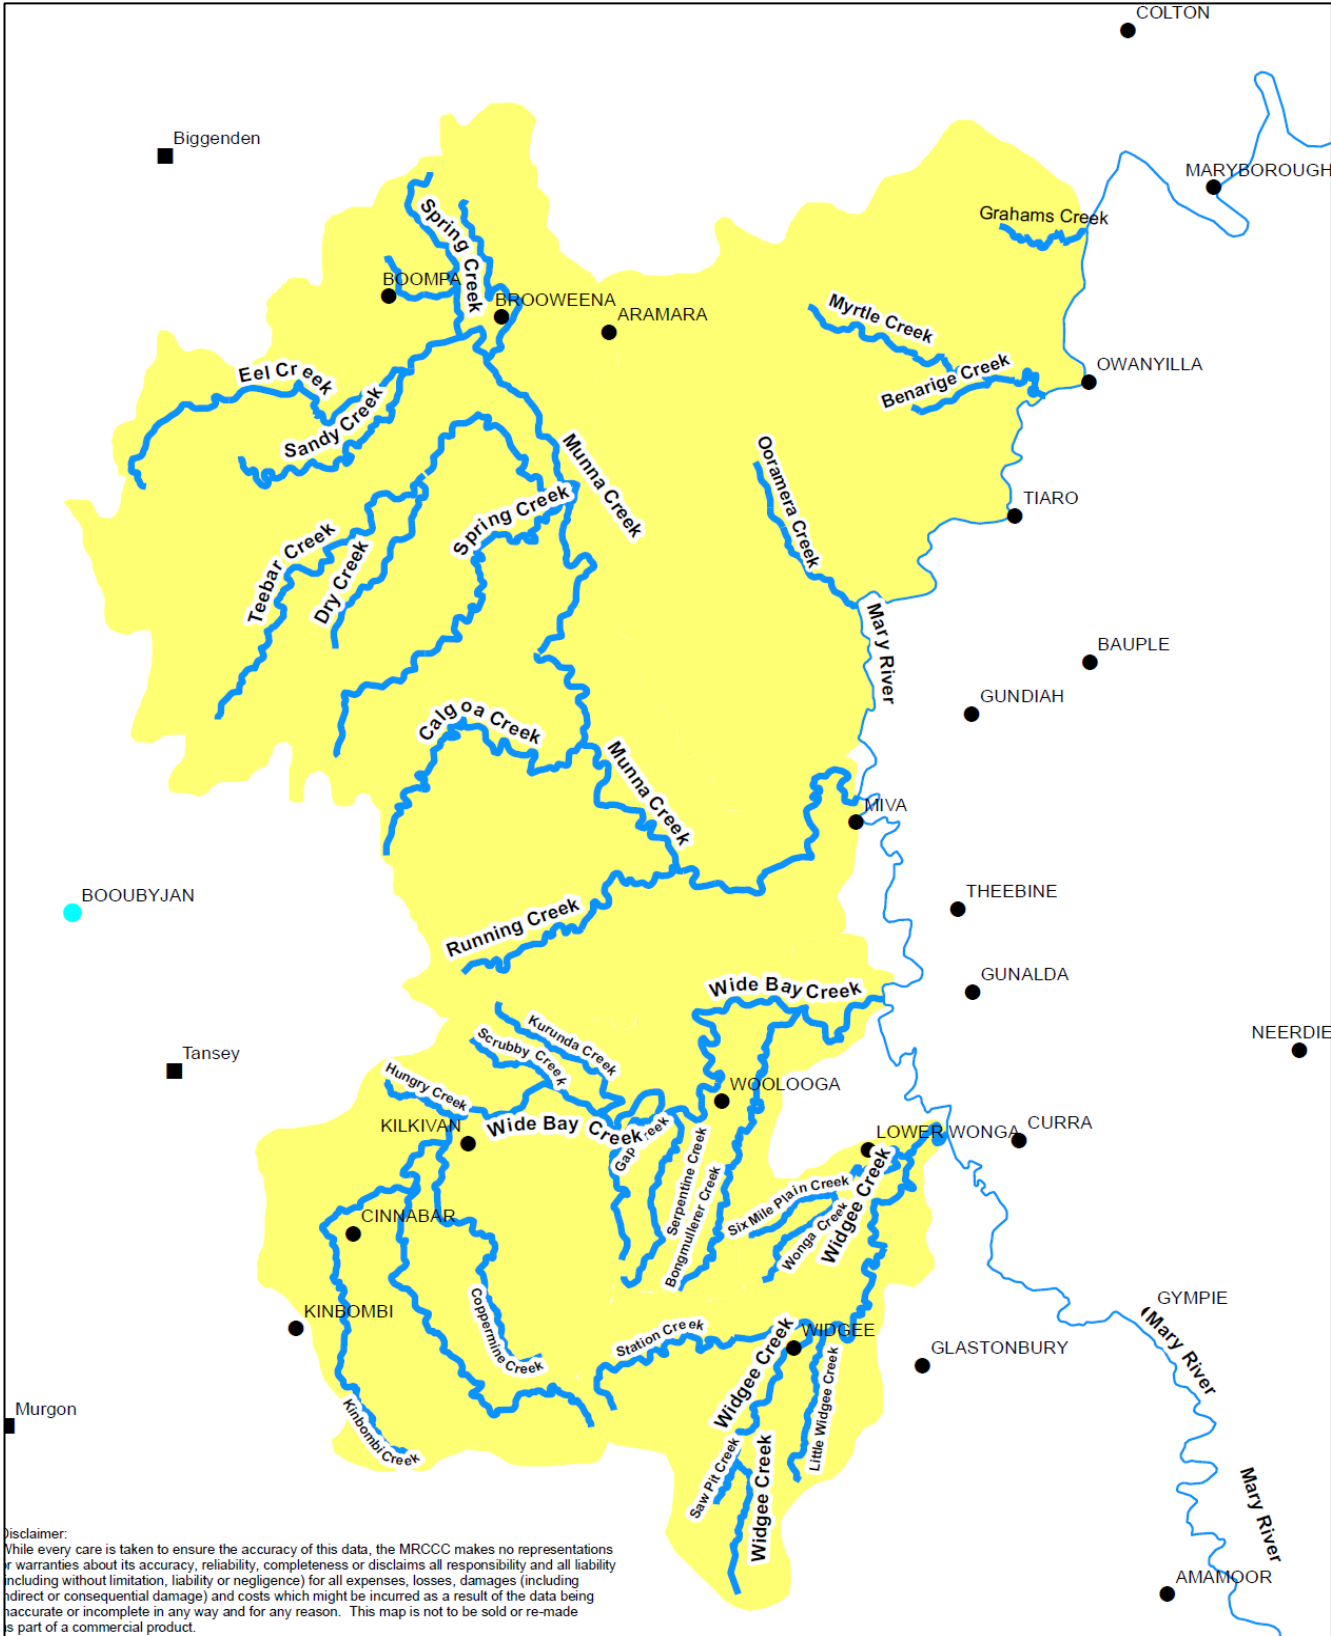 COLTON
Biggenden
MARYBOROUGH
Grahams Creek
Spring Creek
BOOMPA
BROOWEENA
ARAMARA
Myrtle Creek
OWANYILLA
Benarige Creek
Eel Creek
Sandy Creek
Munna Creek
Ooramera Creek
TIARO
Spring Creek
Teebar Creek
Dry Creek
Mary River
BAUPLE
GUNDIAH
Calgoa Creek
Munna Creek
MIVA
BOOUBYJAN
THEEBINE
Running Creek
GUNALDA
Wide Bay Creek
NEERDIE
Kurunda Creek
Scrubby Creek
Tansey
Hungry Creek
WOOLOOGA
KILKIVAN
Wide Bay Creek
Gap Creek
LOWER WONGA
CURRA
Serpentine Creek
Bongmullerer Creek
Six Mile Plain Creek
Wonga Creek
Widgee Creek
CINNABAR
KINBOMBI
Coppermine Creek
GYMPIE
Mary River
Station Creek
WIDGEE
GLASTONBURY
Widgee Creek
Little Widgee Creek
Murgon
Kinbombi Creek
Saw Pit Creek
Widgee Creek
Mary River
AMAMOOR
Disclaimer:
While every care is taken to ensure the accuracy of this data, the MRCCC makes no representations
or warranties about its accuracy, reliability, completeness or disclaims all responsibility and all liability
including without limitation, liability or negligence) for all expenses, losses, damages (including
indirect or consequential damage) and costs which might be incurred as a result of the data being
inaccurate or incomplete in any way and for any reason. This map is not to be sold or re-made
as part of a commercial product.